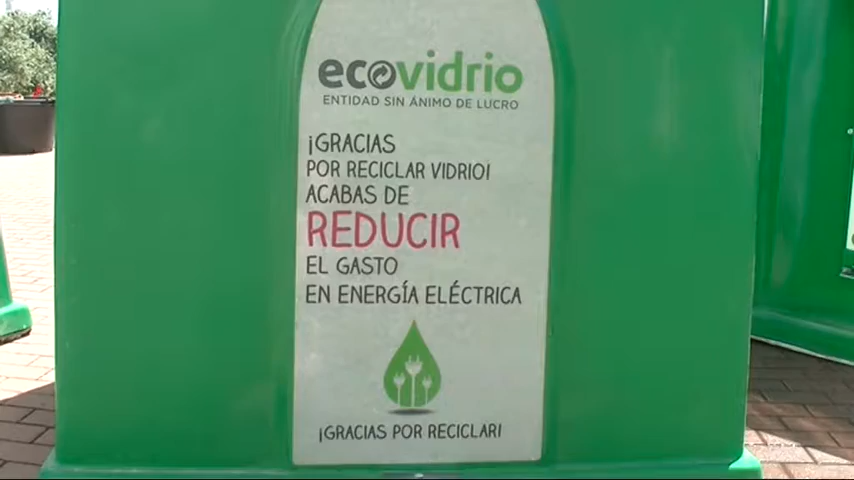 ecovidrio
ENTIDAD SIN ÁNIMO DE LUCRO
¡GRACIAS
POR RECICLAR VIDRIO!
ACABAS DE
REDUCIR
EL GASTO
EN ENERGÍA ELÉCTRICA
¡GRACIAS POR RECICLAR!